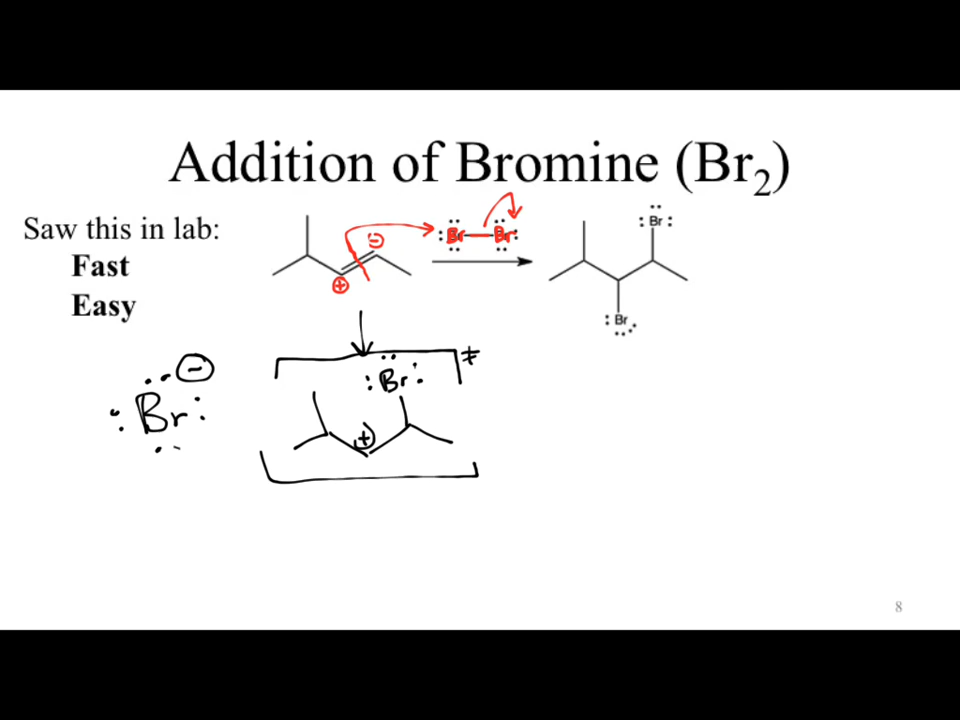 Addition of Bromine (Br₂)
Saw this in lab:
Fast
Easy
Br
Br
Br
Br
⊖
⊕
⊖
Br
Br
≠
⊕
8